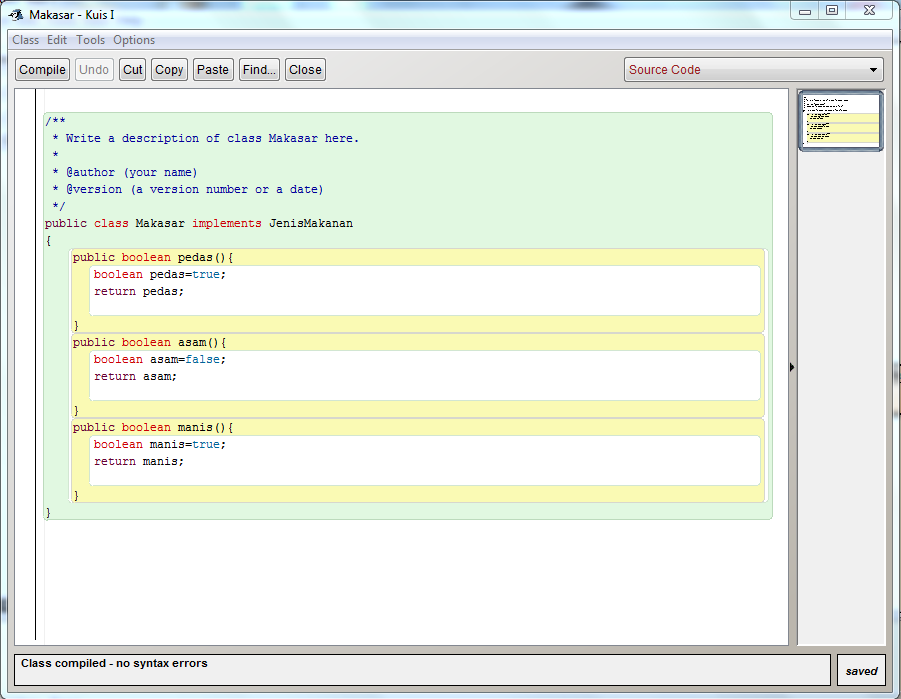 Makasar - Kuis I
Class Edit Tools Options
Compile Undo Cut Copy Paste Find... Close Source Code
/**
 * Write a description of class Makasar here.
 *
 * @author (your name)
 * @version (a version number or a date)
 */
public class Makasar implements JenisMakanan
{
    public boolean pedas(){
       boolean pedas=true;
       return pedas;
    }
    public boolean asam(){
       boolean asam=false;
       return asam;
    }
    public boolean manis(){
       boolean manis=true;
       return manis;
    }
}
Class compiled - no syntax errors
saved